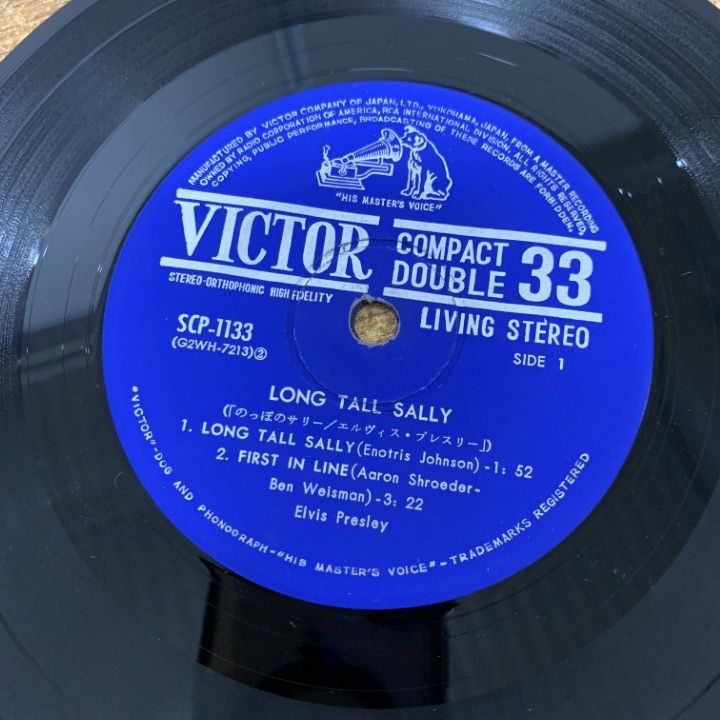 MANUFACTURED BY VICTOR COMPANY OF JAPAN, LTD., YOKOHAMA, JAPAN, FROM A MASTER RECORDING
OWNED BY RADIO CORPORATION OF AMERICA, RCA INTERNATIONAL DIVISION. ALL RIGHTS RESERVED.
COPYING, PUBLIC PERFORMANCE, BROADCASTING OF THESE RECORDS ARE FORBIDDEN.
"HIS MASTER'S VOICE"
VICTOR
COMPACT
DOUBLE 33
STEREO-ORTHOPHONIC HIGH FIDELITY
LIVING STEREO
SCP-1133
(G2WH-7213)②
SIDE 1
LONG TALL SALLY
(「のっぽのサリー/エルヴィス・プレスリー」)
1. LONG TALL SALLY (Enotris Johnson) -1: 52
2. FIRST IN LINE (Aaron Shroeder-
Ben Weisman) -3: 22
Elvis Presley
"VICTOR"-DOG AND PHONOGRAPH-"HIS MASTER'S VOICE"-TRADEMARKS REGISTERED